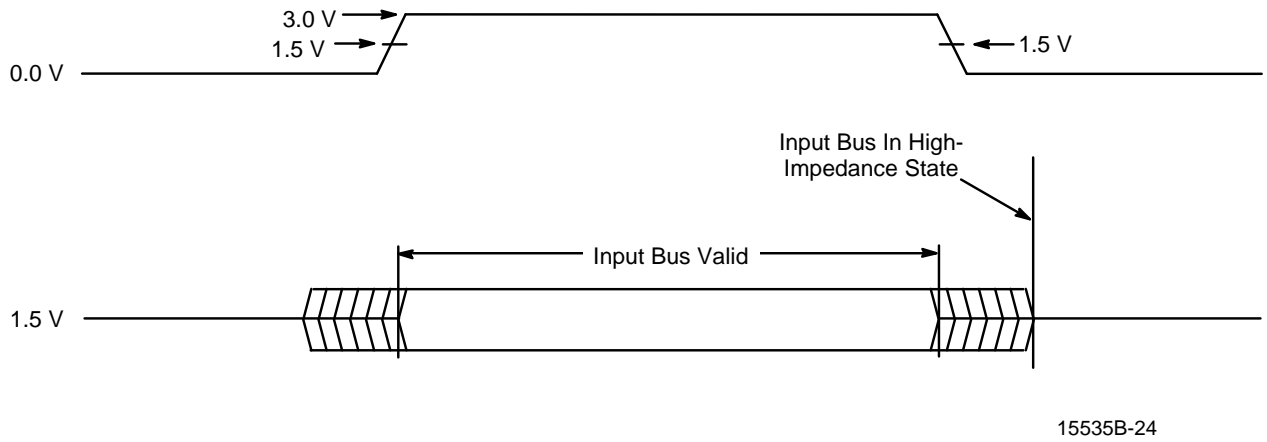 3.0 V
1.5 V
1.5 V
0.0 V
Input Bus In High-
Impedance State
Input Bus Valid
1.5 V
15535B-24